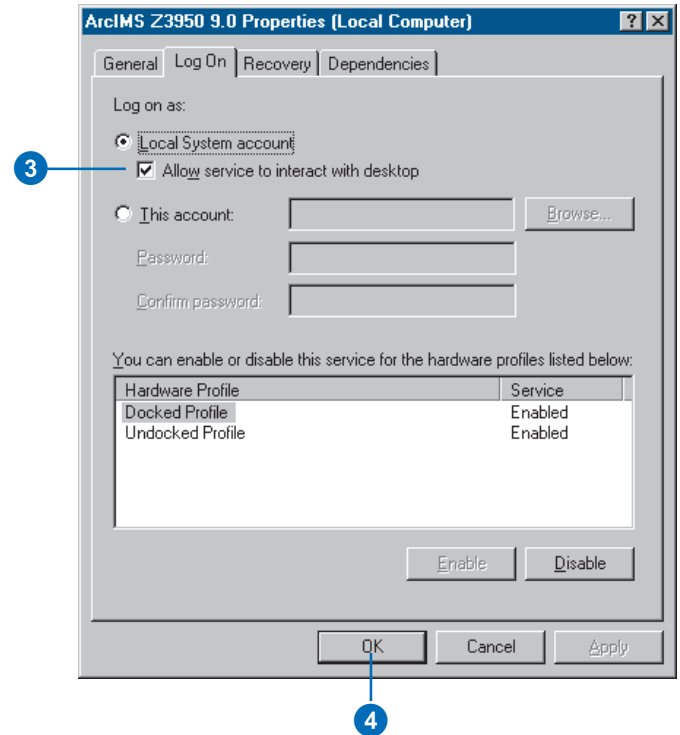 ArcIMS Z3950 9.0 Properties (Local Computer)
General Log On Recovery Dependencies
Log on as:
Local System account
3
Allow service to interact with desktop
This account:
Browse...
Password:
Confirm password:
You can enable or disable this service for the hardware profiles listed below:
Hardware Profile Service
Docked Profile Enabled
Undocked Profile Enabled
Enable Disable
OK Cancel Apply
4